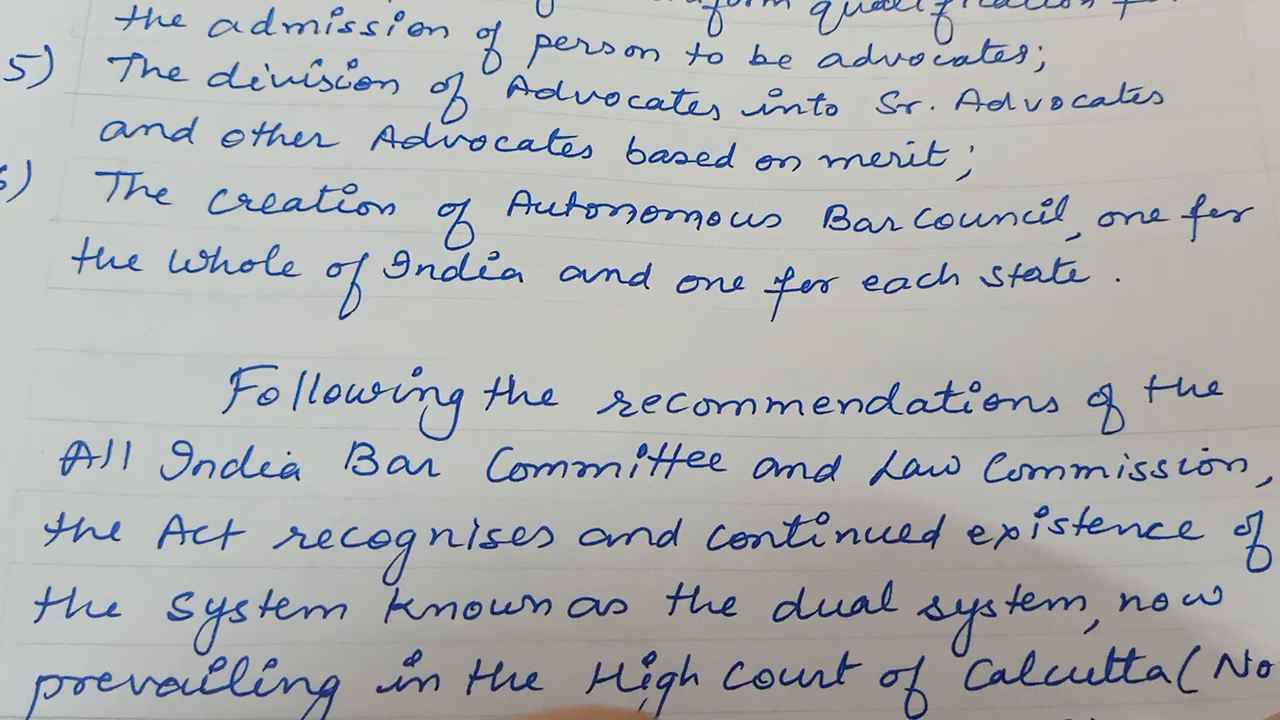 qualification
the admission of person to be advocates;
5) The division of Advocates into Sr. Advocates
and other Advocates based on merit;
The creation of Autonomous Bar Council, one for
the whole of India and one for each state.
Following the recommendations of the
All India Bar Committee and Law Commission,
the Act recognises and continued existence of
the system known as the dual system, now
prevailing in the High Court of Calcutta (No